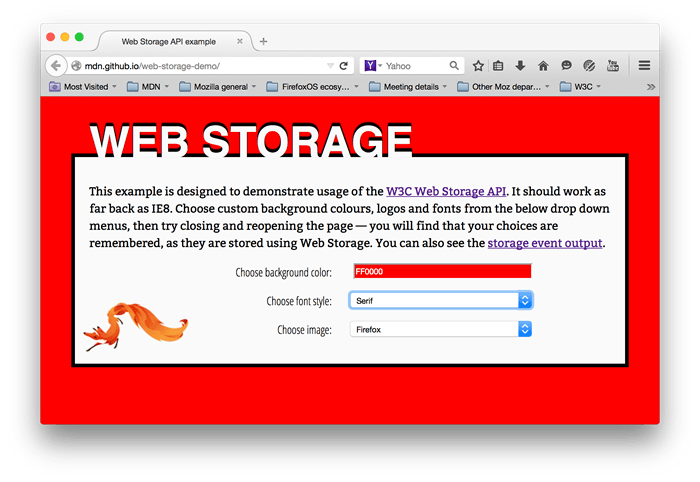 Web Storage API example
mdn.github.io/web-storage-demo/
Yahoo
Most Visited MDN Mozilla general FirefoxOS ecosy... Meeting details Other Moz depar... W3C
WEB STORAGE
This example is designed to demonstrate usage of the W3C Web Storage API. It should work as
far back as IE8. Choose custom background colours, logos and fonts from the below drop down
menus, then try closing and reopening the page — you will find that your choices are
remembered, as they are stored using Web Storage. You can also see the storage event output.
Choose background color: FF0000
Choose font style: Serif
Choose image: Firefox